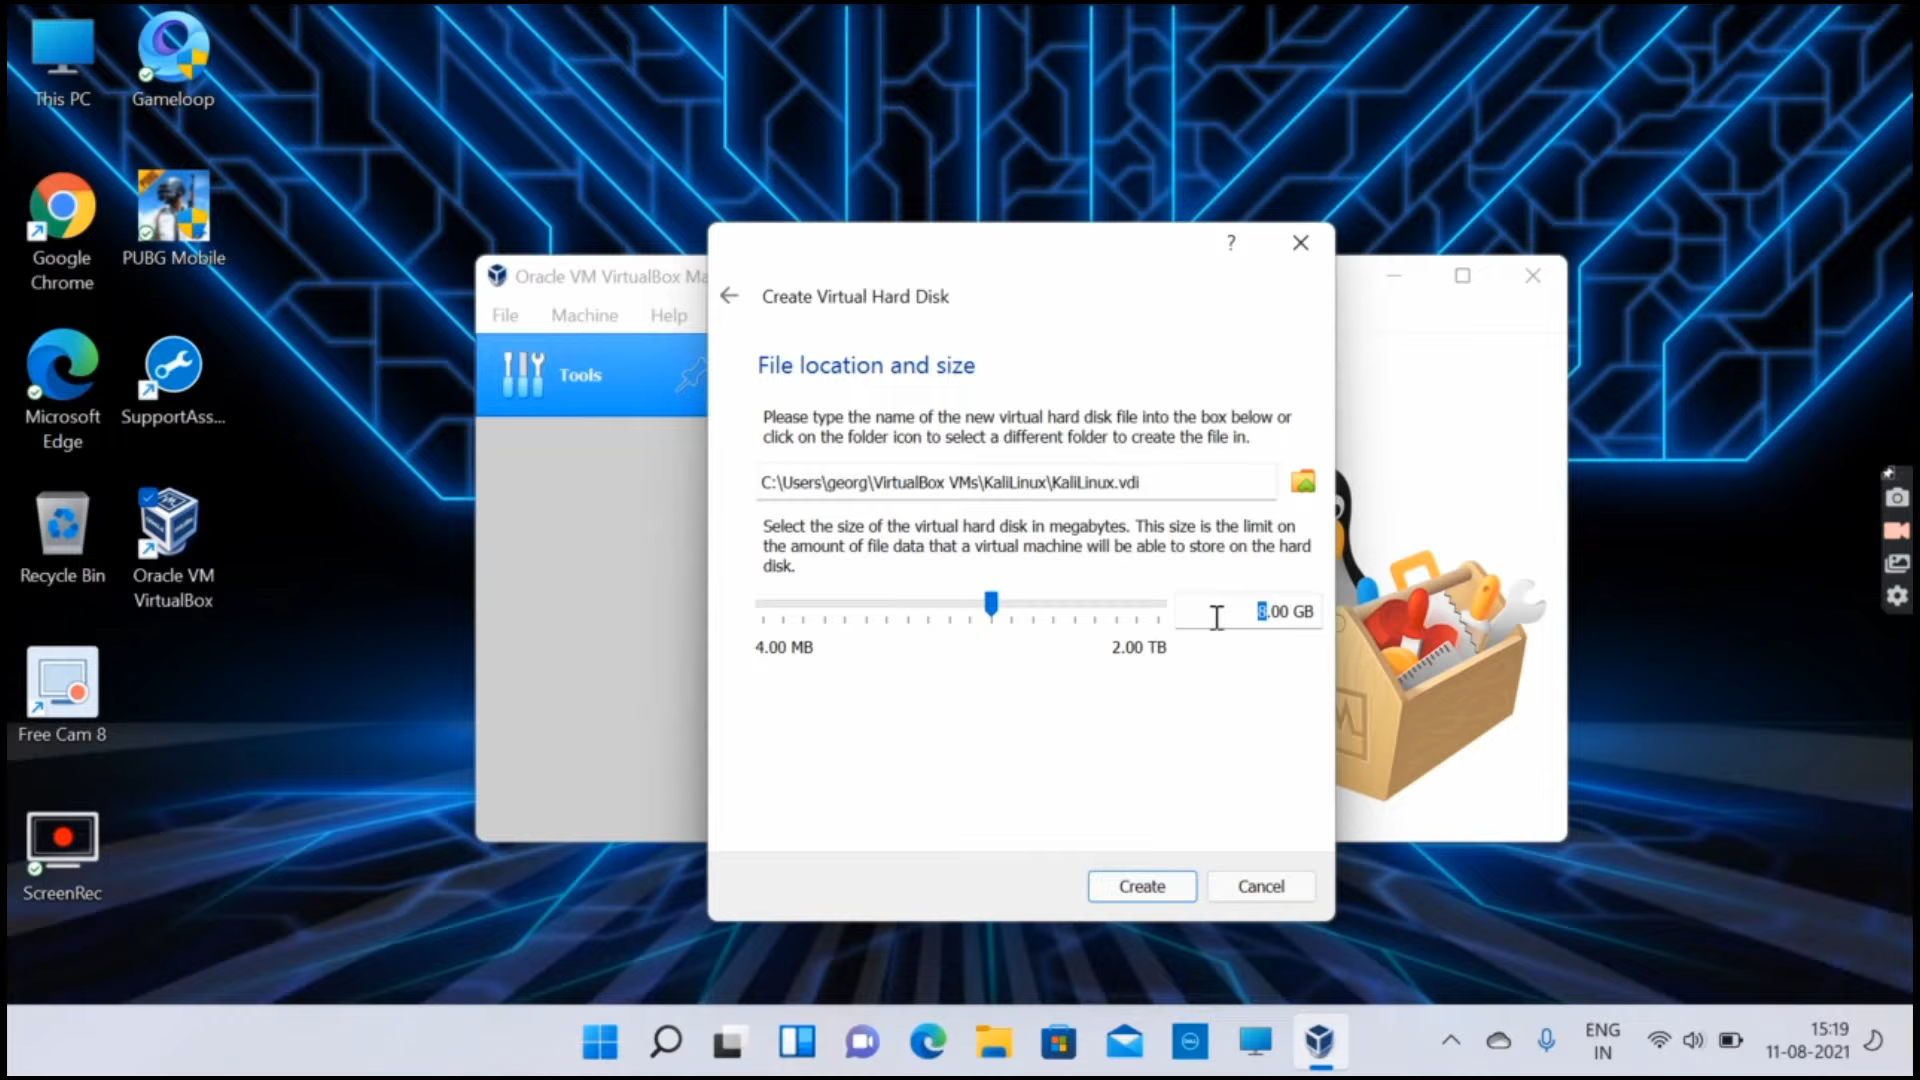 This PC
Gameloop
Google
Chrome
PUBG Mobile
Microsoft
Edge
SupportAss...
Recycle Bin
Oracle VM
VirtualBox
Free Cam 8
ScreenRec
Oracle VM VirtualBox Ma
File
Machine
Help
Tools
?
Create Virtual Hard Disk
File location and size
Please type the name of the new virtual hard disk file into the box below or
click on the folder icon to select a different folder to create the file in.
C:\Users\georg\VirtualBox VMs\KaliLinux\KaliLinux.vdi
Select the size of the virtual hard disk in megabytes. This size is the limit on
the amount of file data that a virtual machine will be able to store on the hard
disk.
8.00 GB
4.00 MB
2.00 TB
Create
Cancel
ENG
IN
15:19
11-08-2021